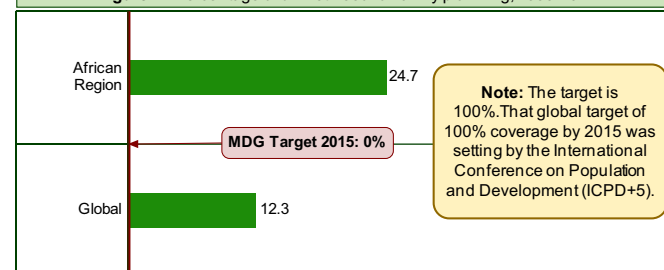 African
Region
24.7
Note: The target is
100%.That global target of
100% coverage by 2015 was
setting by the International
Conference on Population
and Development (ICPD+5).
MDG Target 2015: 0%
Global
12.3